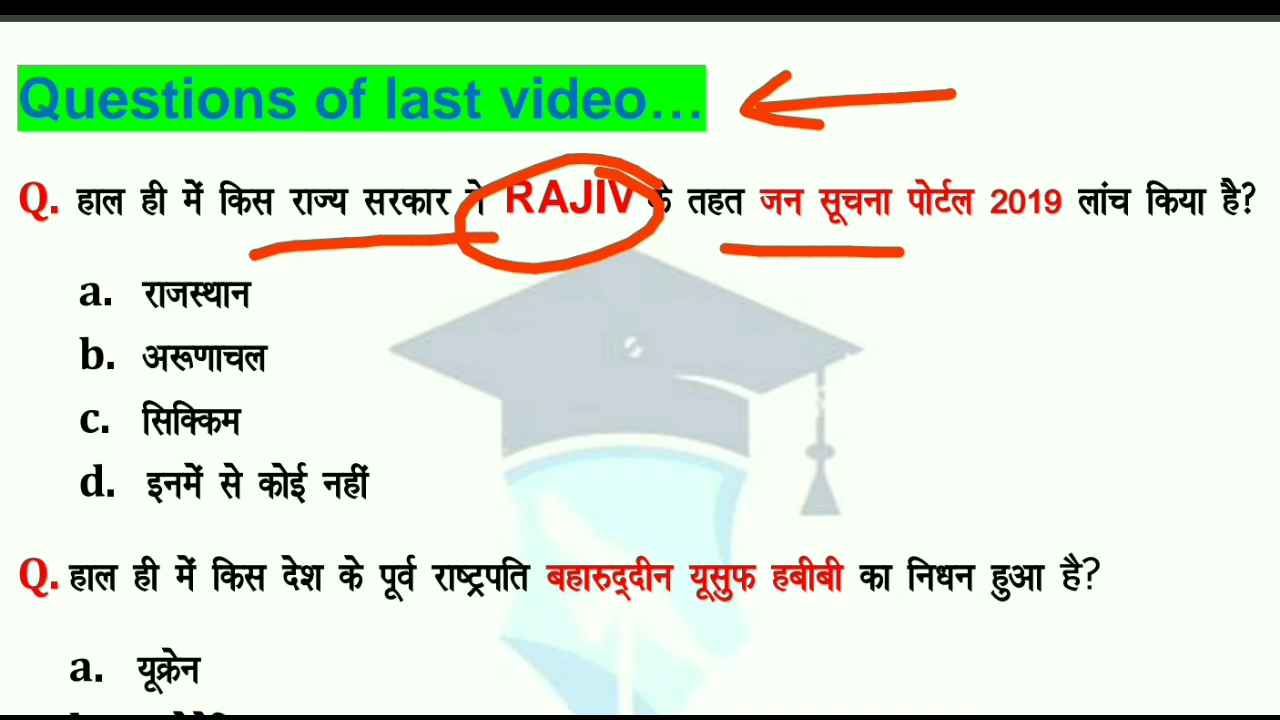 Questions of last video...
Q. हाल ही में किस राज्य सरकार ने RAJIV के तहत जन सूचना पोर्टल 2019 लांच किया है?
a. राजस्थान
b. अरूणाचल
c. सिक्किम
d. इनमें से कोई नहीं
Q. हाल ही में किस देश के पूर्व राष्ट्रपति बहारुद्दीन यूसुफ हबीबी का निधन हुआ है?
a. यूक्रेन